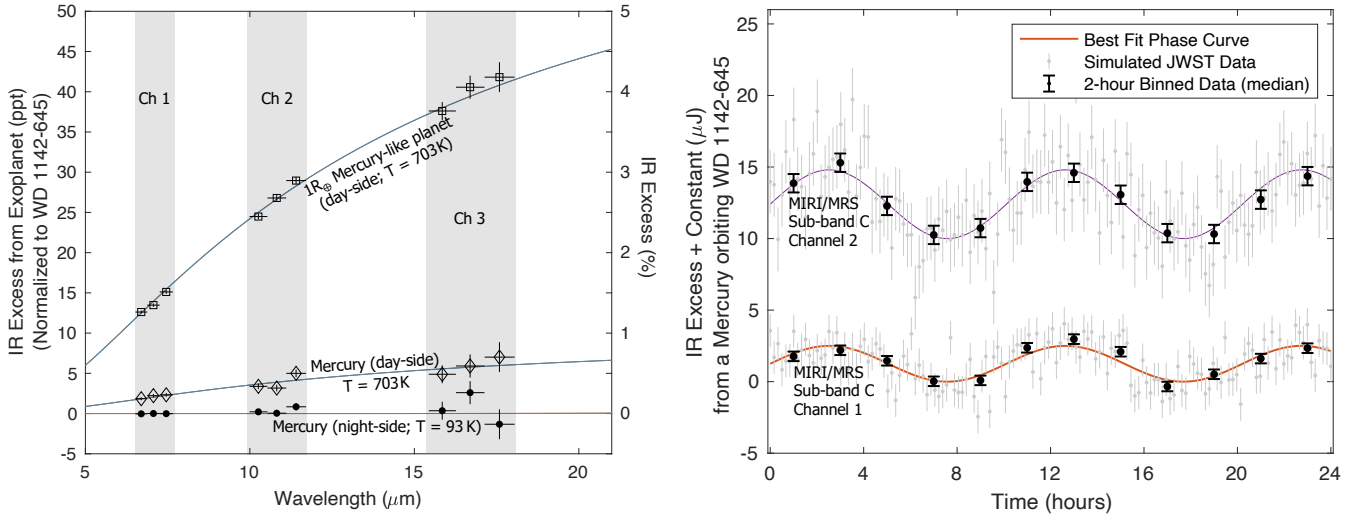 IR Excess from Exoplanet (ppt)
(Normalized to WD 1142-645)
50
45
40
35
30
25
20
15
10
5
0
-5
5
4
3
2
1
0
IR Excess
(%)
Ch 1
Ch 2
Ch 3
1R⊕ Mercury-like planet
(day-side; T = 703K)
Mercury (day-side)
T = 703K
Mercury (night-side; T = 93 K)
5
10
15
20
Wavelength (μm)
IR Excess + Constant (μJ)
from a Mercury orbiting WD 1142-645
25
20
15
10
5
0
-5
Best Fit Phase Curve
Simulated JWST Data
2-hour Binned Data (median)
MIRI/MRS
Sub-band C
Channel 2
MIRI/MRS
Sub-band C
Channel 1
0
4
8
12
16
20
24
Time (hours)